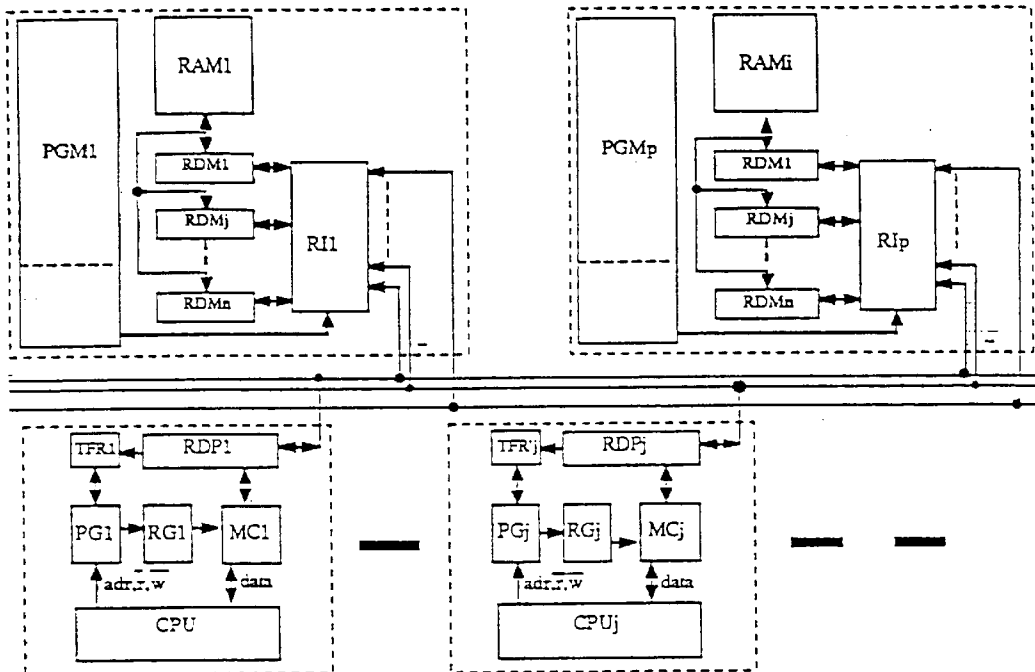 RAM1
PGM1
RDM1
RDMj
RDMn
RI1
RAMi
PGMp
RDM1
RDMj
RDMn
RIp
TFR1
RDP1
PG1
RG1
MC1
adr,r,w
data
CPU
TFRj
RDPj
PGj
RGj
MCj
adr,r,w
data
CPUj